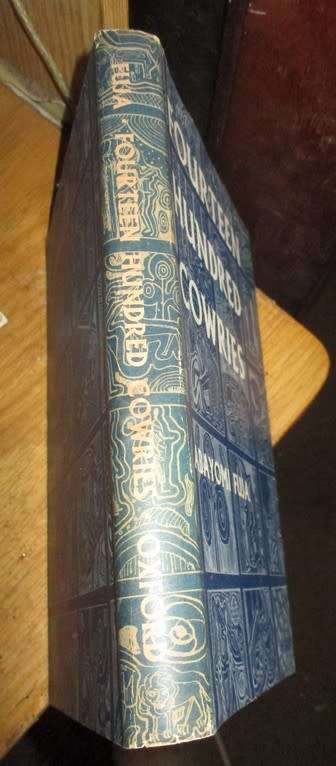 FUJA · FOURTEEN HUNDRED COWRIES OXFORD
FOURTEEN
HUNDRED
COWRIES
ABAYOMI FUJA